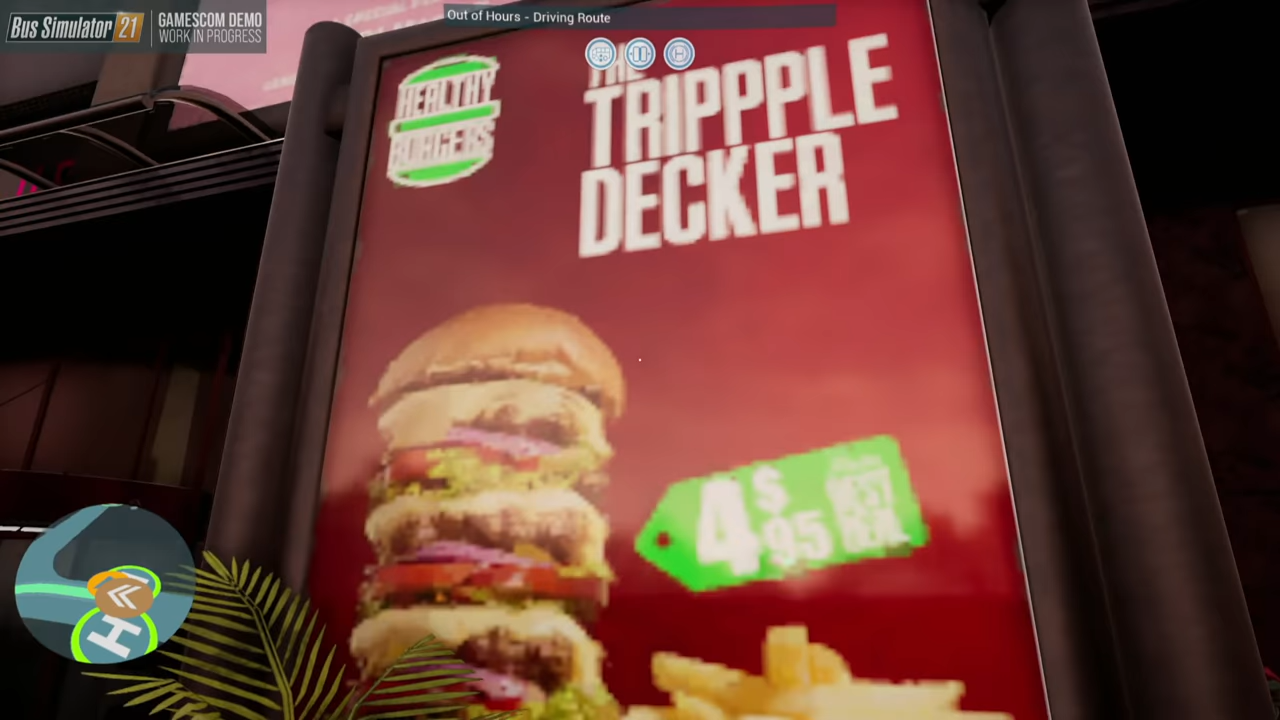 Bus Simulator 21
GAMESCOM DEMO
WORK IN PROGRESS
Out of Hours - Driving Route
HEALTHY
BURGERS
THE
TRIPPPLE
DECKER
4$
95
H